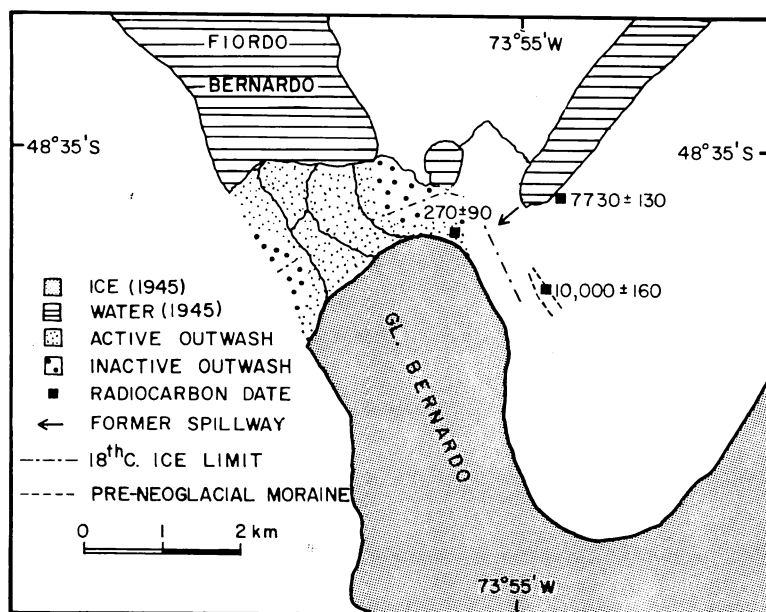 FIORDO
BERNARDO
73°55'W
48°35'S
48°35'S
7730 ± 130
270±90
10,000±160
GL. BERNARDO
ICE (1945)
WATER (1945)
ACTIVE OUTWASH
INACTIVE OUTWASH
RADIOCARBON DATE
FORMER SPILLWAY
18thC. ICE LIMIT
PRE-NEOGLACIAL MORAINE
0 2 km
73°55'W